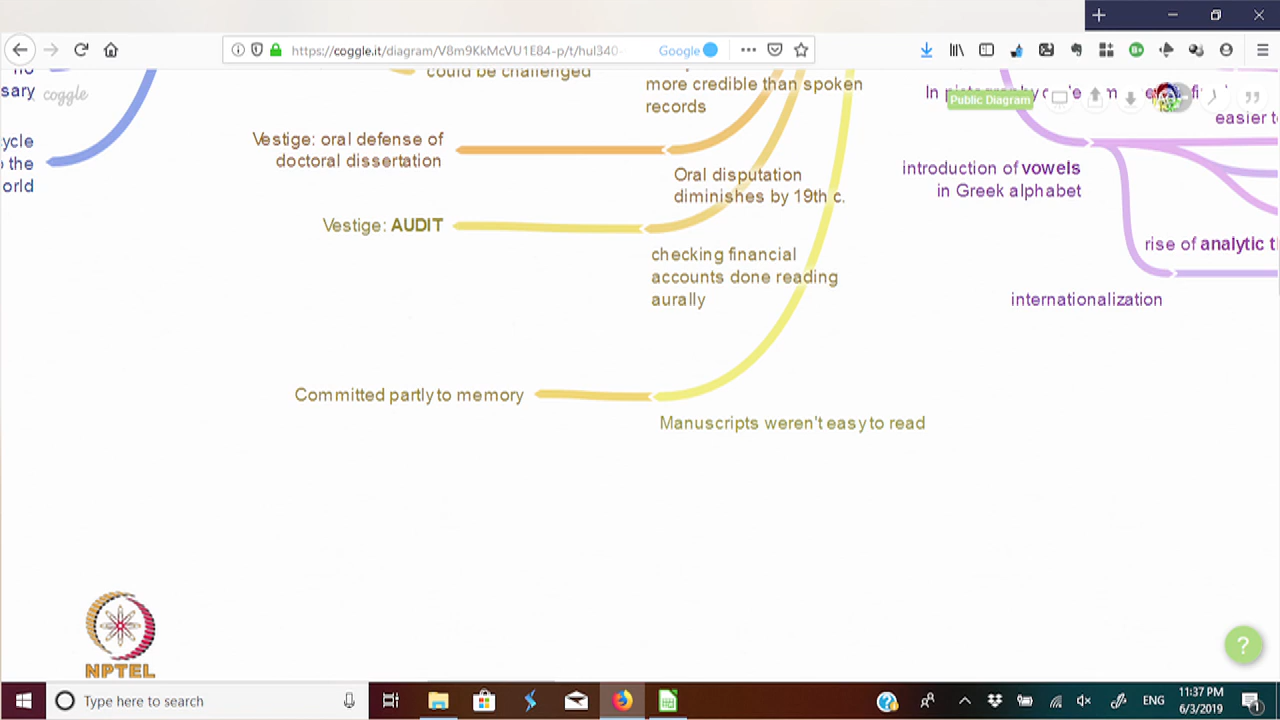 https://coggle.it/diagram/V8m9KkMcVU1E84-p/t/hul340-
Google
no
sary
coggle
ycle
the
orld
could be challenged
more credible than spoken
records
Vestige: oral defense of
doctoral dissertation
Oral disputation
diminishes by 19th c.
Vestige: AUDIT
checking financial
accounts done reading
aurally
Committed partly to memory
Manuscripts weren't easy to read
Public Diagram
easier to
introduction of vowels
in Greek alphabet
rise of analytic t
internationalization
?
NPTEL
Type here to search
ENG
11:37 PM
6/3/2019